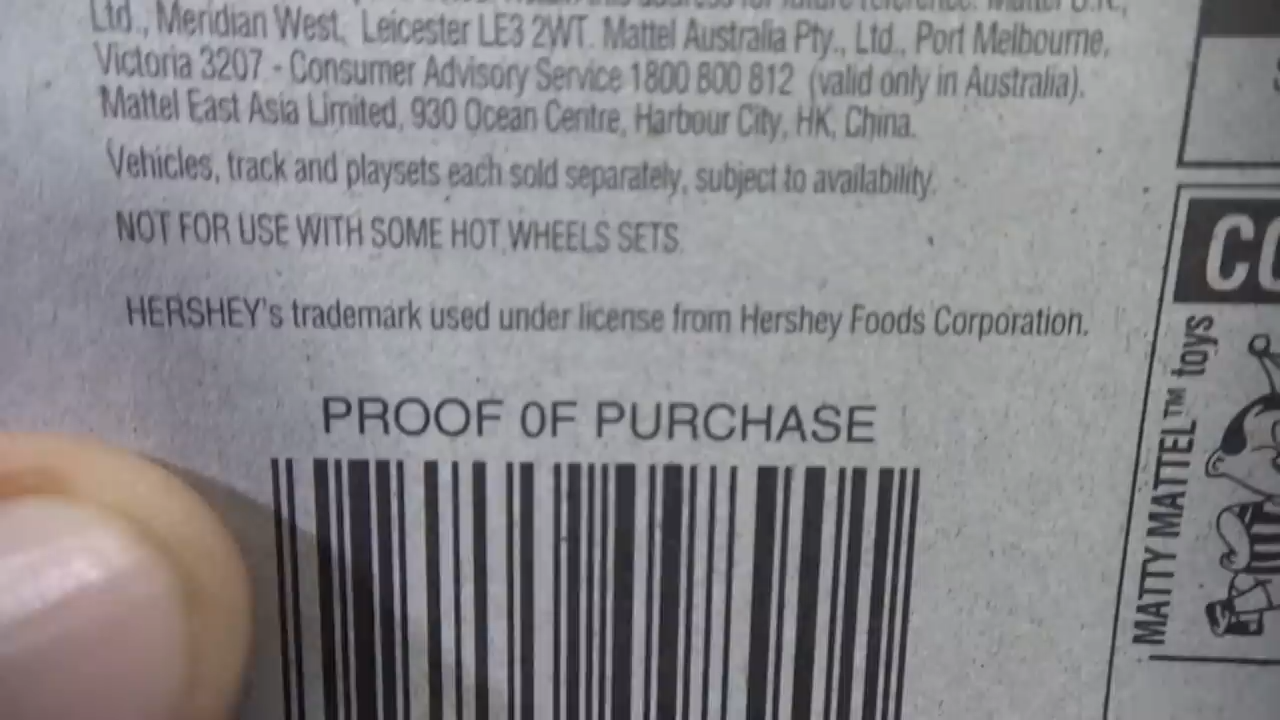 Ltd., Meridian West, Leicester LE3 2WT. Mattel Australia Pty., Ltd., Port Melbourne,
Victoria 3207 - Consumer Advisory Service 1800 800 812 (valid only in Australia).
Mattel East Asia Limited, 930 Ocean Centre, Harbour City, HK, China.
Vehicles, track and playsets each sold separately, subject to availability.
NOT FOR USE WITH SOME HOT WHEELS SETS.
HERSHEY's trademark used under license from Hershey Foods Corporation.
PROOF OF PURCHASE
MATTY MATTEL™ toys